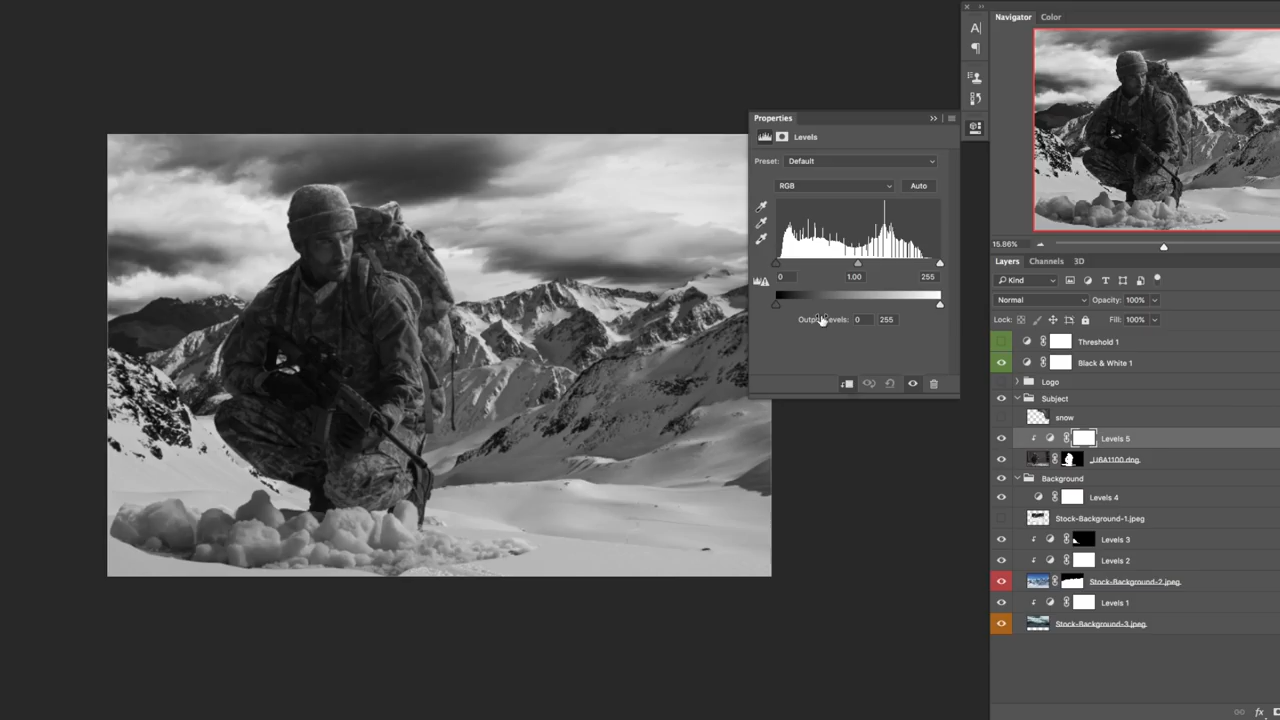 Navigator Color
15.86%
Properties
Levels
Preset: Default
RGB Auto
0 1.00 255
Output Levels: 0 255
Layers Channels 3D
Kind
Normal Opacity: 100%
Lock: Fill: 100%
Threshold 1
Black & White 1
Logo
Subject
snow
Levels 5
Background
Levels 4
Stock-Background-1.jpeg
Levels 3
Levels 2
Stock-Background-2.jpeg
Levels 1
Stock-Background-3.jpeg
fx